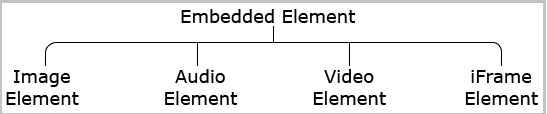 Embedded Element
Image
Element
Audio
Element
Video
Element
iFrame
Element